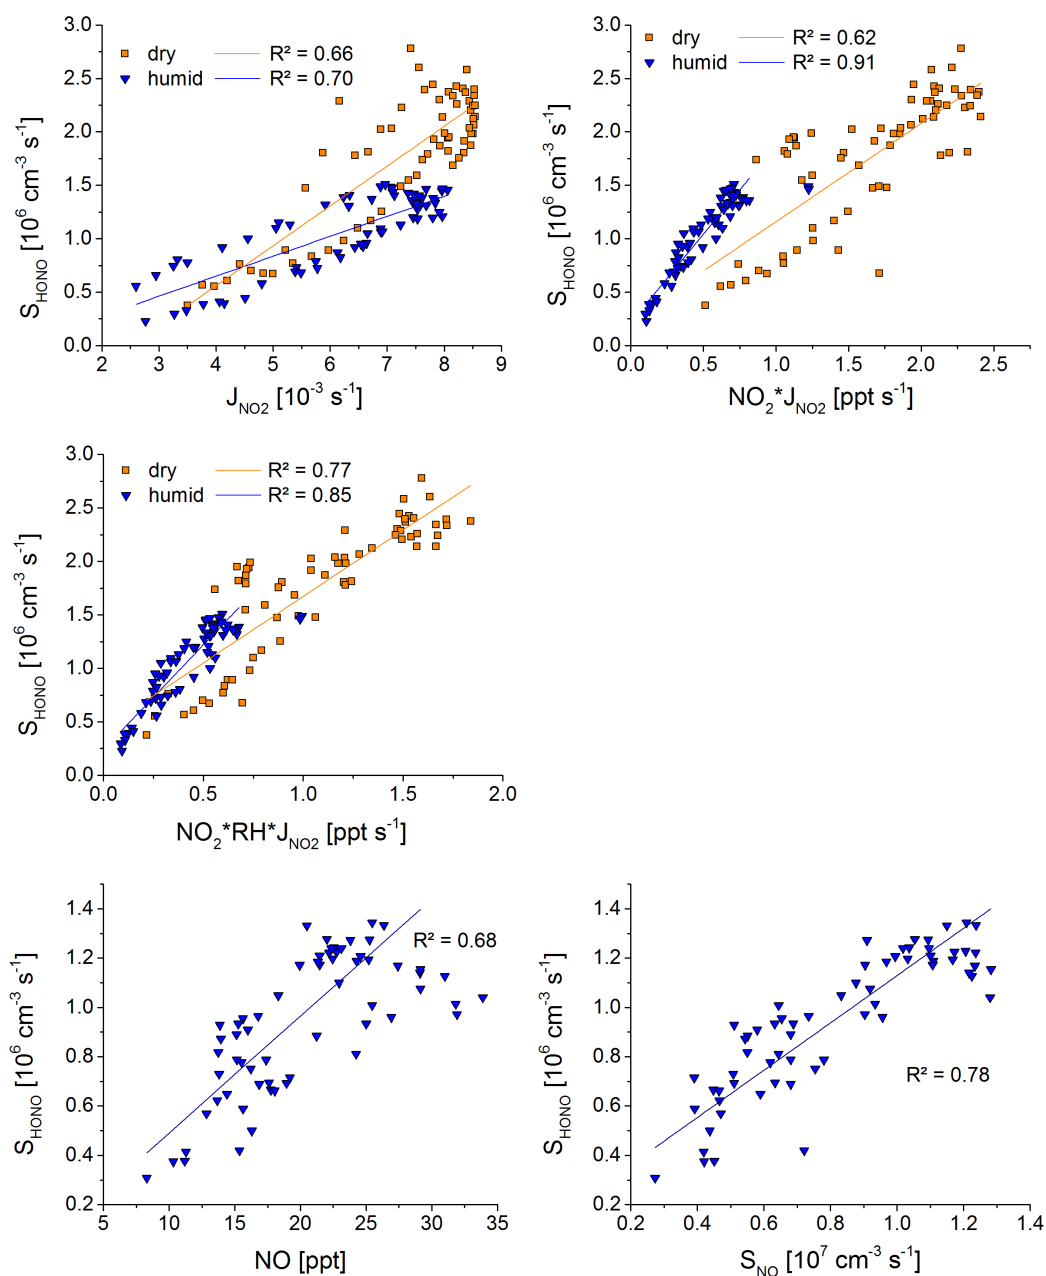 3.0
2.5
2.0
1.5
1.0
0.5
0.0
S_HONO [10^6 cm^-3 s^-1]
dry R² = 0.66
humid R² = 0.70
2 3 4 5 6 7 8 9
J_NO2 [10^-3 s^-1]
3.0
2.5
2.0
1.5
1.0
0.5
0.0
S_HONO [10^6 cm^-3 s^-1]
dry R² = 0.62
humid R² = 0.91
0.0 0.5 1.0 1.5 2.0 2.5
NO_2*J_NO2 [ppt s^-1]
3.0
2.5
2.0
1.5
1.0
0.5
0.0
S_HONO [10^6 cm^-3 s^-1]
dry R² = 0.77
humid R² = 0.85
0.0 0.5 1.0 1.5 2.0
NO_2*RH*J_NO2 [ppt s^-1]
1.4
1.2
1.0
0.8
0.6
0.4
0.2
S_HONO [10^6 cm^-3 s^-1]
R² = 0.68
5 10 15 20 25 30 35
NO [ppt]
1.4
1.2
1.0
0.8
0.6
0.4
0.2
S_HONO [10^6 cm^-3 s^-1]
R² = 0.78
0.2 0.4 0.6 0.8 1.0 1.2 1.4
S_NO [10^7 cm^-3 s^-1]